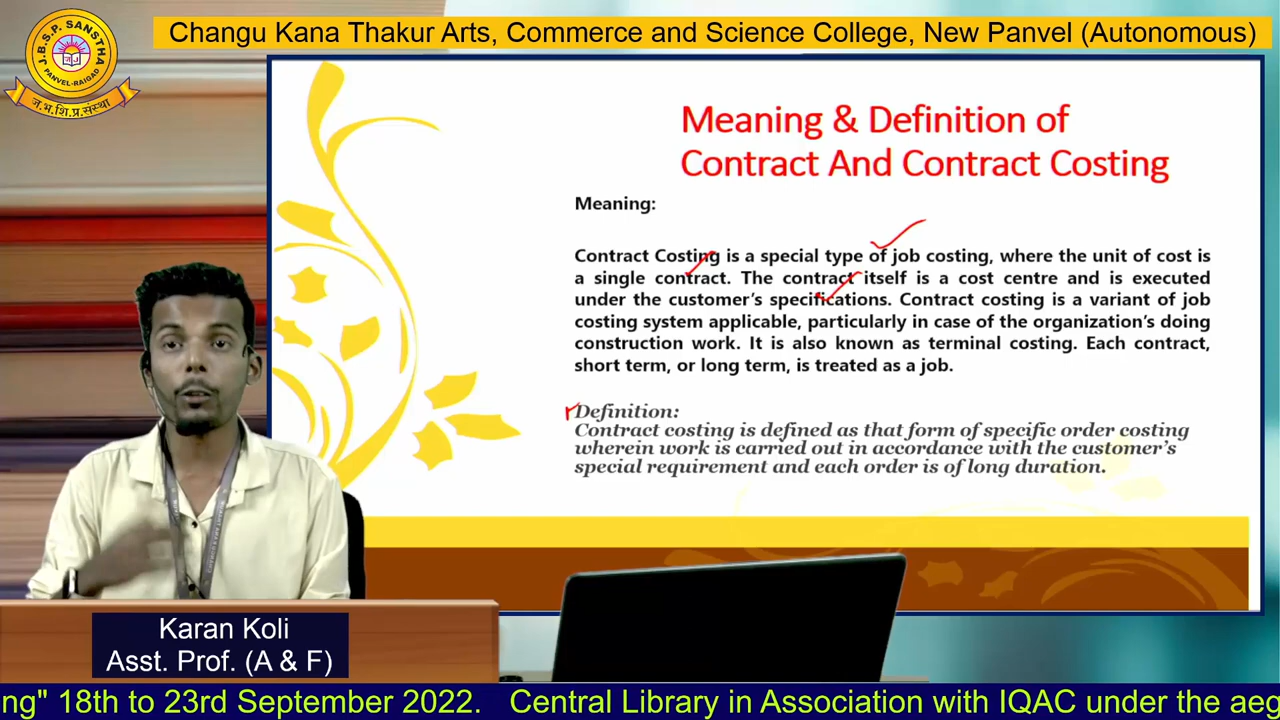 Changu Kana Thakur Arts, Commerce and Science College, New Panvel (Autonomous)
J.B.S.P. SANSTHA
PANVEL-RAIGAD
ज.भ.शि.प्र.संस्था
Meaning & Definition of
Contract And Contract Costing
Meaning:
Contract Costing is a special type of job costing, where the unit of cost is
a single contract. The contract itself is a cost centre and is executed
under the customer's specifications. Contract costing is a variant of job
costing system applicable, particularly in case of the organization's doing
construction work. It is also known as terminal costing. Each contract,
short term, or long term, is treated as a job.
Definition:
Contract costing is defined as that form of specific order costing
wherein work is carried out in accordance with the customer's
special requirement and each order is of long duration.
Karan Koli
Asst. Prof. (A & F)
ng" 18th to 23rd September 2022. Central Library in Association with IQAC under the aeg